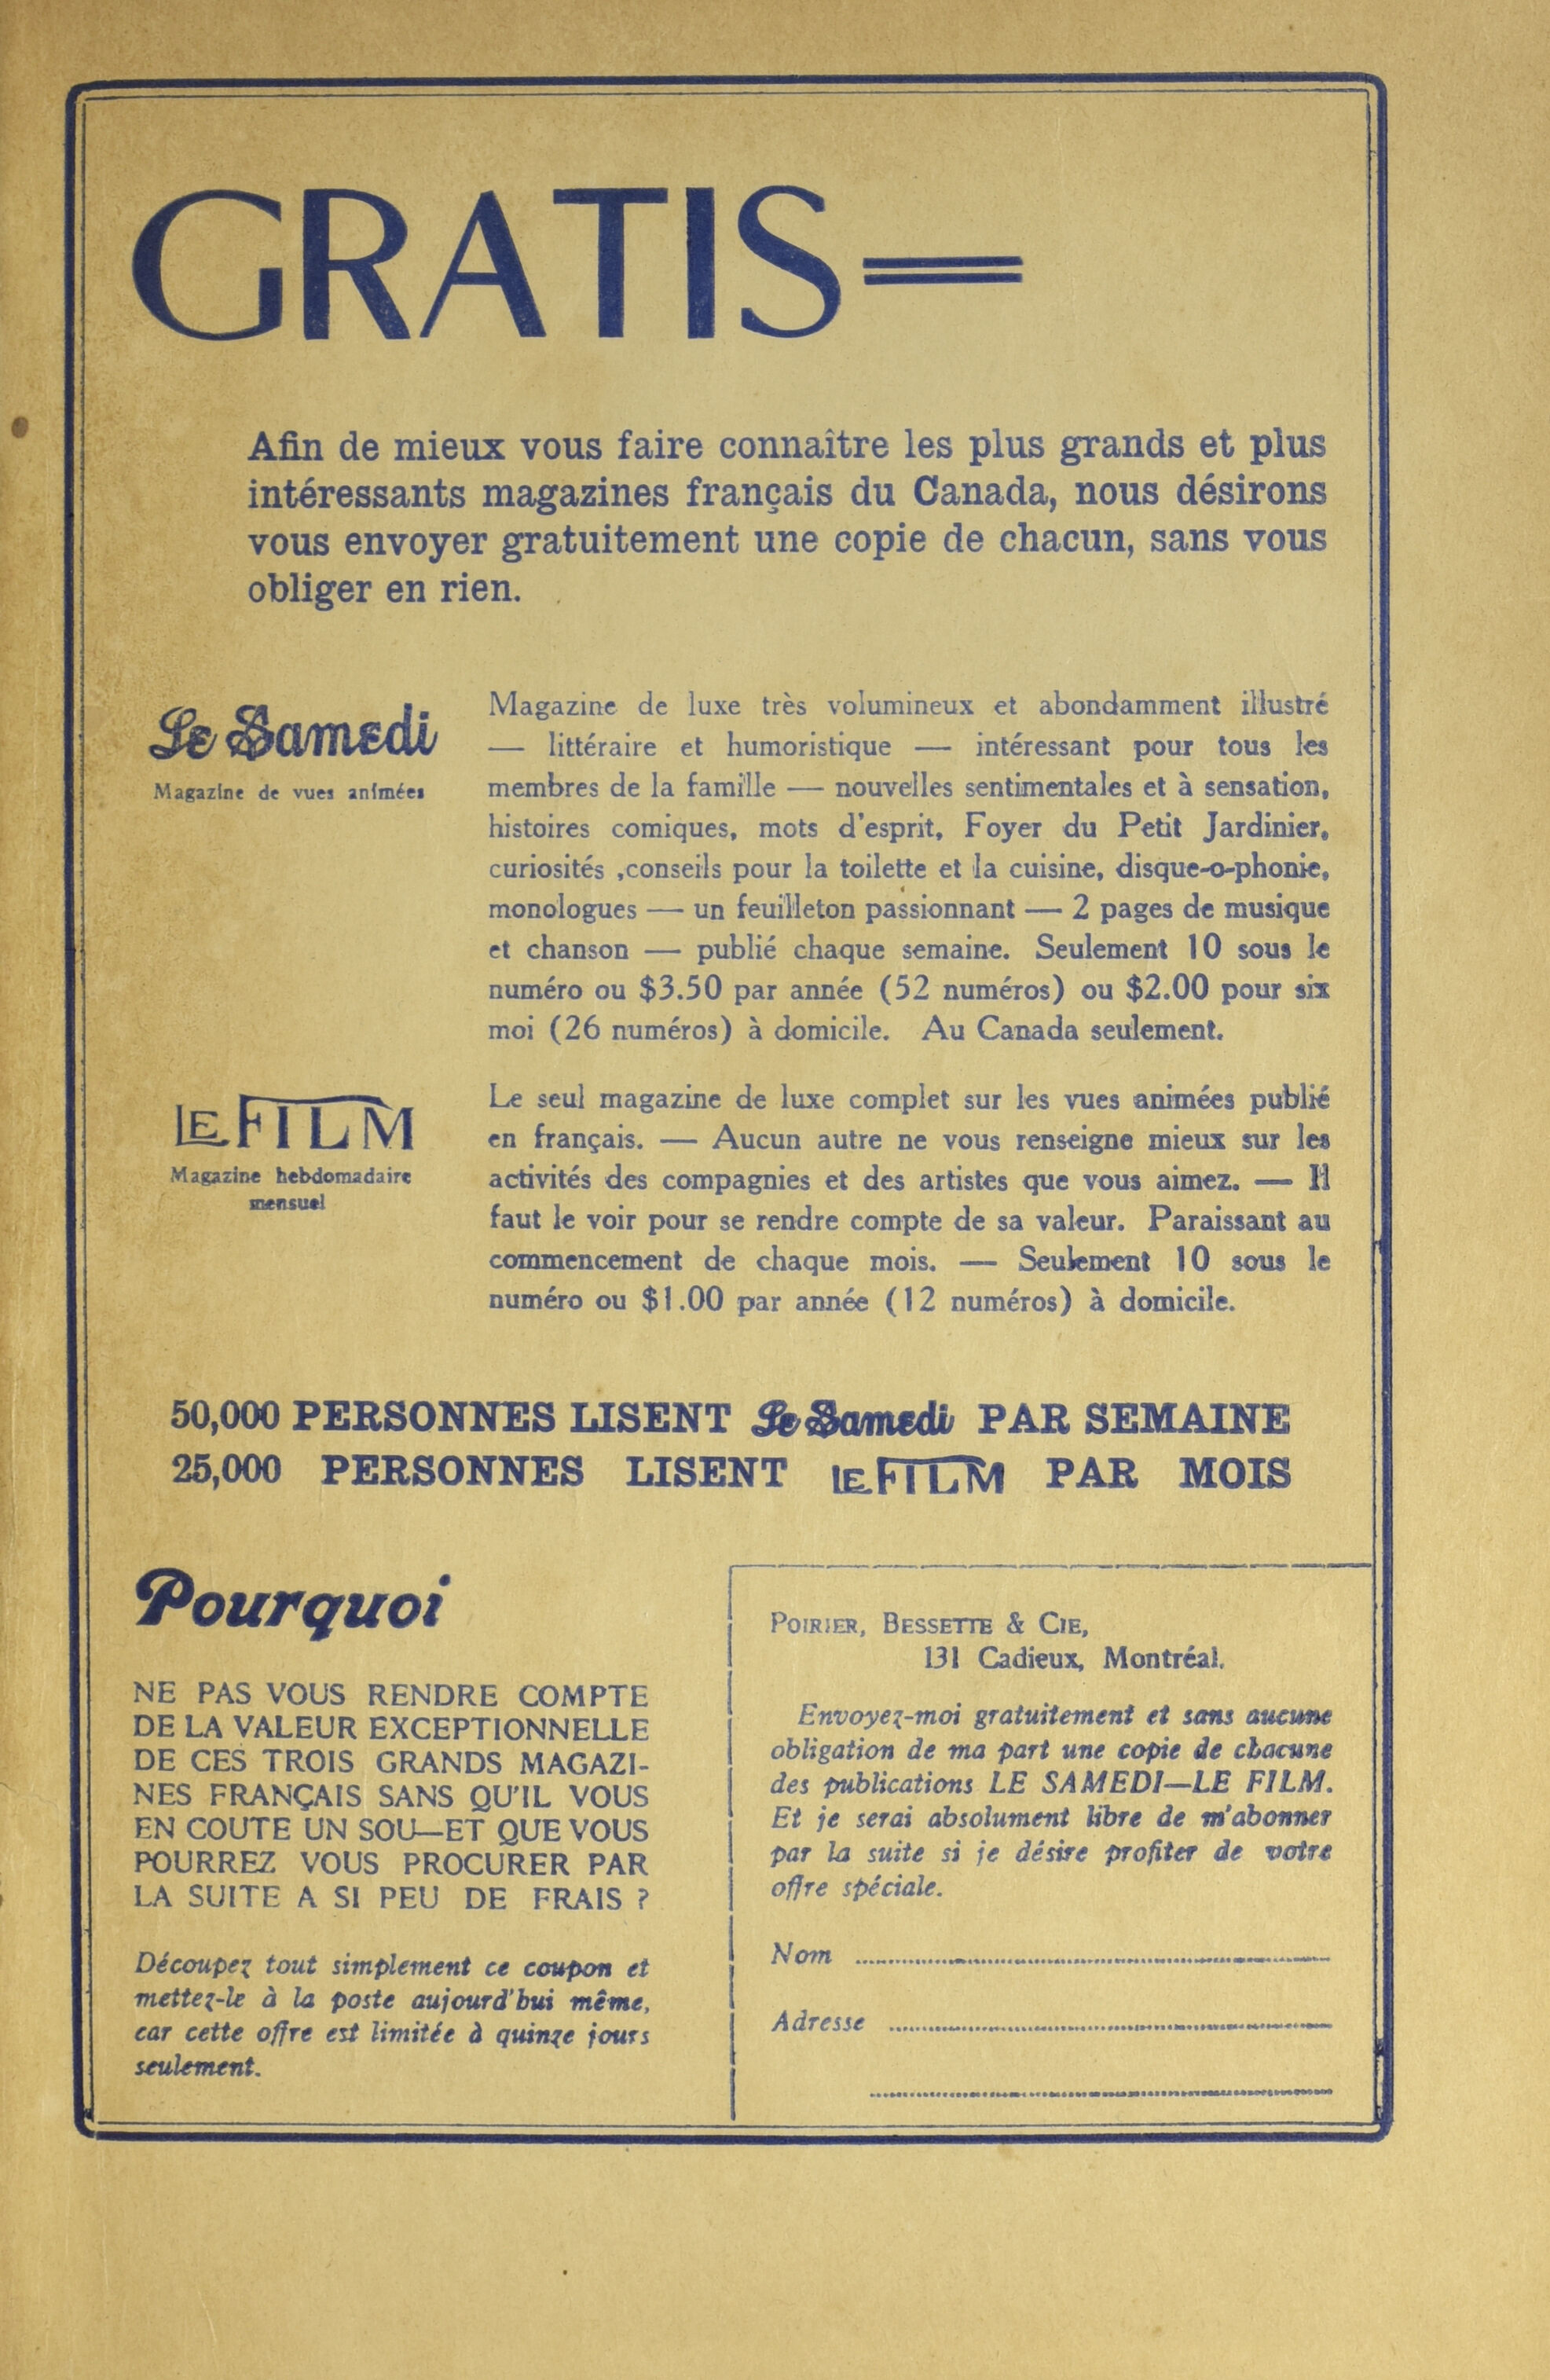 GRATIS=
Afin de mieux vous faire connaître les plus grands et plus
intéressants magazines français du Canada, nous désirons
vous envoyer gratuitement une copie de chacun, sans vous
obliger en rien.
Le Samedi
Magazine de vues animées
Magazine de luxe très volumineux et abondamment illustré
— littéraire et humoristique — intéressant pour tous les
membres de la famille — nouvelles sentimentales et à sensation,
histoires comiques, mots d'esprit, Foyer du Petit Jardinier,
curiosités ,conseils pour la toilette et la cuisine, disque-o-phonie,
monologues — un feuilleton passionnant — 2 pages de musique
et chanson — publié chaque semaine. Seulement 10 sous le
numéro ou $3.50 par année (52 numéros) ou $2.00 pour six
moi (26 numéros) à domicile. Au Canada seulement.
LE FILM
Magazine hebdomadaire
mensuel
Le seul magazine de luxe complet sur les vues animées publié
en français. — Aucun autre ne vous renseigne mieux sur les
activités des compagnies et des artistes que vous aimez. — Il
faut le voir pour se rendre compte de sa valeur. Paraissant au
commencement de chaque mois. — Seulement 10 sous le
numéro ou $1.00 par année (12 numéros) à domicile.
50,000 PERSONNES LISENT Le Samedi PAR SEMAINE
25,000 PERSONNES LISENT LE FILM PAR MOIS
Pourquoi
NE PAS VOUS RENDRE COMPTE
DE LA VALEUR EXCEPTIONNELLE
DE CES TROIS GRANDS MAGAZI-
NES FRANÇAIS SANS QU'IL VOUS
EN COUTE UN SOU—ET QUE VOUS
POURREZ VOUS PROCURER PAR
LA SUITE A SI PEU DE FRAIS ?
Découpez tout simplement ce coupon et
mettez-le à la poste aujourd'hui même,
car cette offre est limitée à quinze jours
seulement.
POIRIER, BESSETTE & CIE,
131 Cadieux, Montréal.
Envoyez-moi gratuitement et sans aucune
obligation de ma part une copie de chacune
des publications LE SAMEDI—LE FILM.
Et je serai absolument libre de m'abonner
par la suite si je désire profiter de votre
offre spéciale.
Nom
Adresse